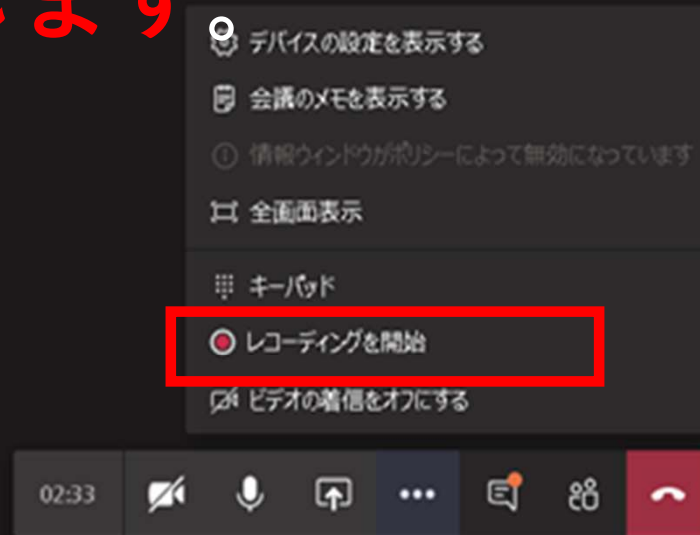 します。
デバイスの設定を表示する
会議のメモを表示する
情報ウィンドウがポリシーによって無効になっています
全画面表示
キーパッド
レコーディングを開始
ビデオの着信をオフにする
02:33